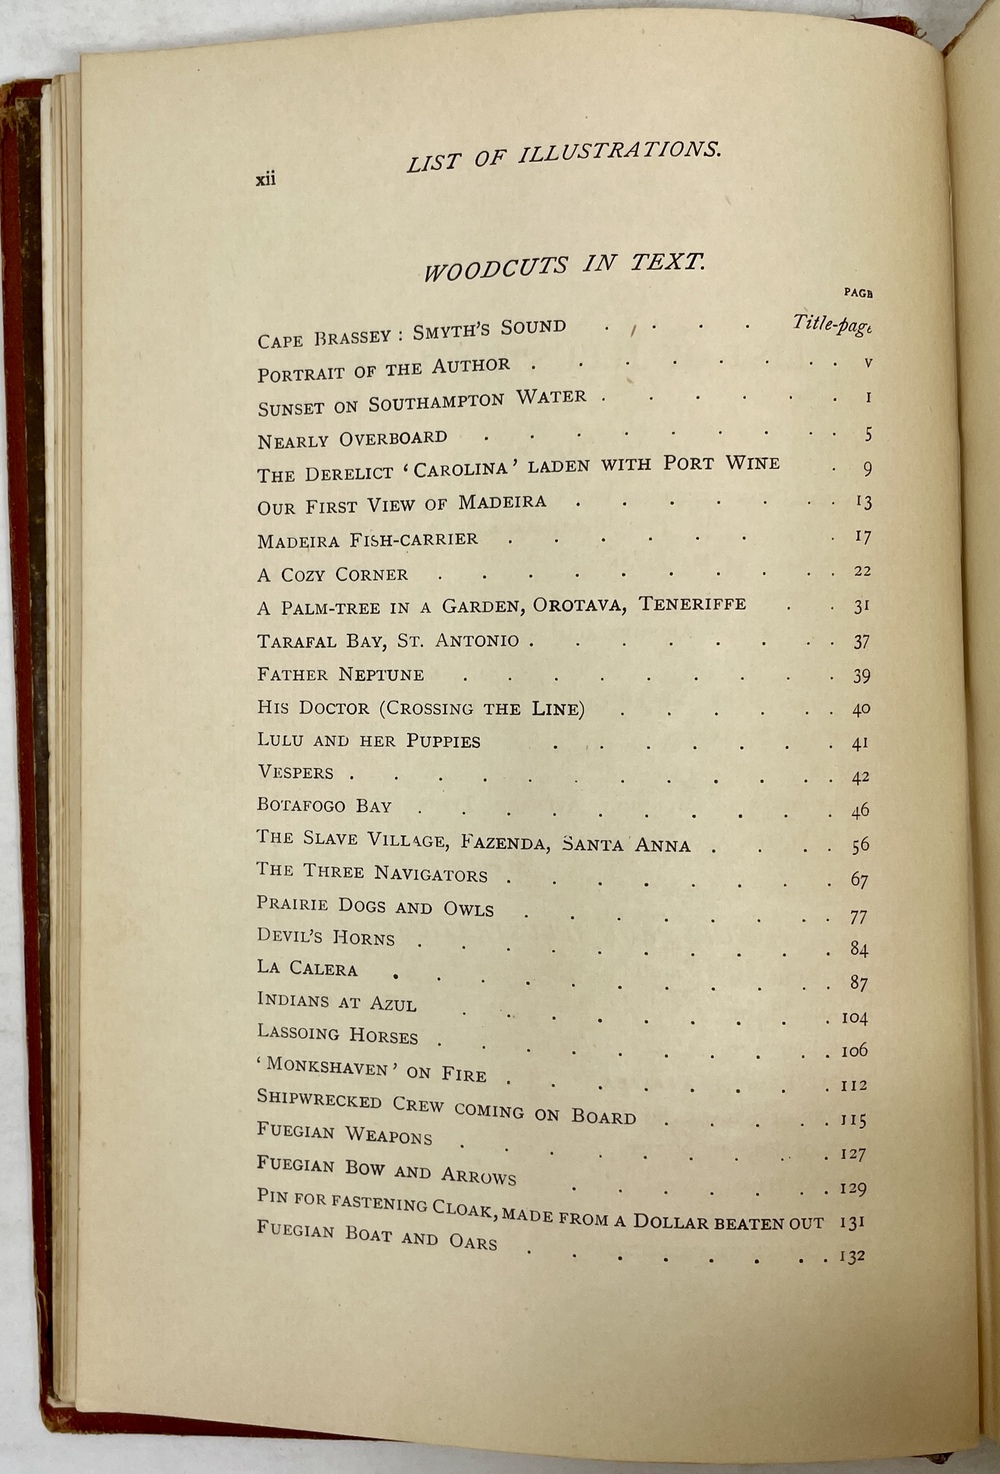 xii
LIST OF ILLUSTRATIONS.
WOODCUTS IN TEXT.
PAGE
CAPE BRASSEY : SMYTH'S SOUND . . . . Title-page
PORTRAIT OF THE AUTHOR . . . . . . . . v
SUNSET ON SOUTHAMPTON WATER . . . . . . 1
NEARLY OVERBOARD . . . . . . . . . 5
THE DERELICT ‘CAROLINA’ LADEN WITH PORT WINE . 9
OUR FIRST VIEW OF MADEIRA . . . . . . . 13
MADEIRA FISH-CARRIER . . . . . . . 17
A COZY CORNER . . . . . . . . . . 22
A PALM-TREE IN A GARDEN, OROTAVA, TENERIFFE . . 31
TARAFAL BAY, ST. ANTONIO . . . . . . . . 37
FATHER NEPTUNE . . . . . . . . . 39
HIS DOCTOR (CROSSING THE LINE) . . . . . . 40
LULU AND HER PUPPIES . . . . . . . 41
VESPERS . . . . . . . . . . . . 42
BOTAFOGO BAY . . . . . . . . . . 46
THE SLAVE VILLAGE, FAZENDA, SANTA ANNA . . . . 56
THE THREE NAVIGATORS . . . . . . . . 67
PRAIRIE DOGS AND OWLS . . . . . . . . 77
DEVIL'S HORNS . . . . . . . . . . 84
LA CALERA . . . . . . . . . . . 87
INDIANS AT AZUL . . . . . . . . . 104
LASSOING HORSES . . . . . . . . . . 106
‘MONKSHAVEN’ ON FIRE . . . . . . . . 112
SHIPWRECKED CREW COMING ON BOARD . . . . . 115
FUEGIAN WEAPONS . . . . . . . . . 127
FUEGIAN BOW AND ARROWS . . . . . . . 129
PIN FOR FASTENING CLOAK, MADE FROM A DOLLAR BEATEN OUT 131
FUEGIAN BOAT AND OARS . . . . . . . . 132